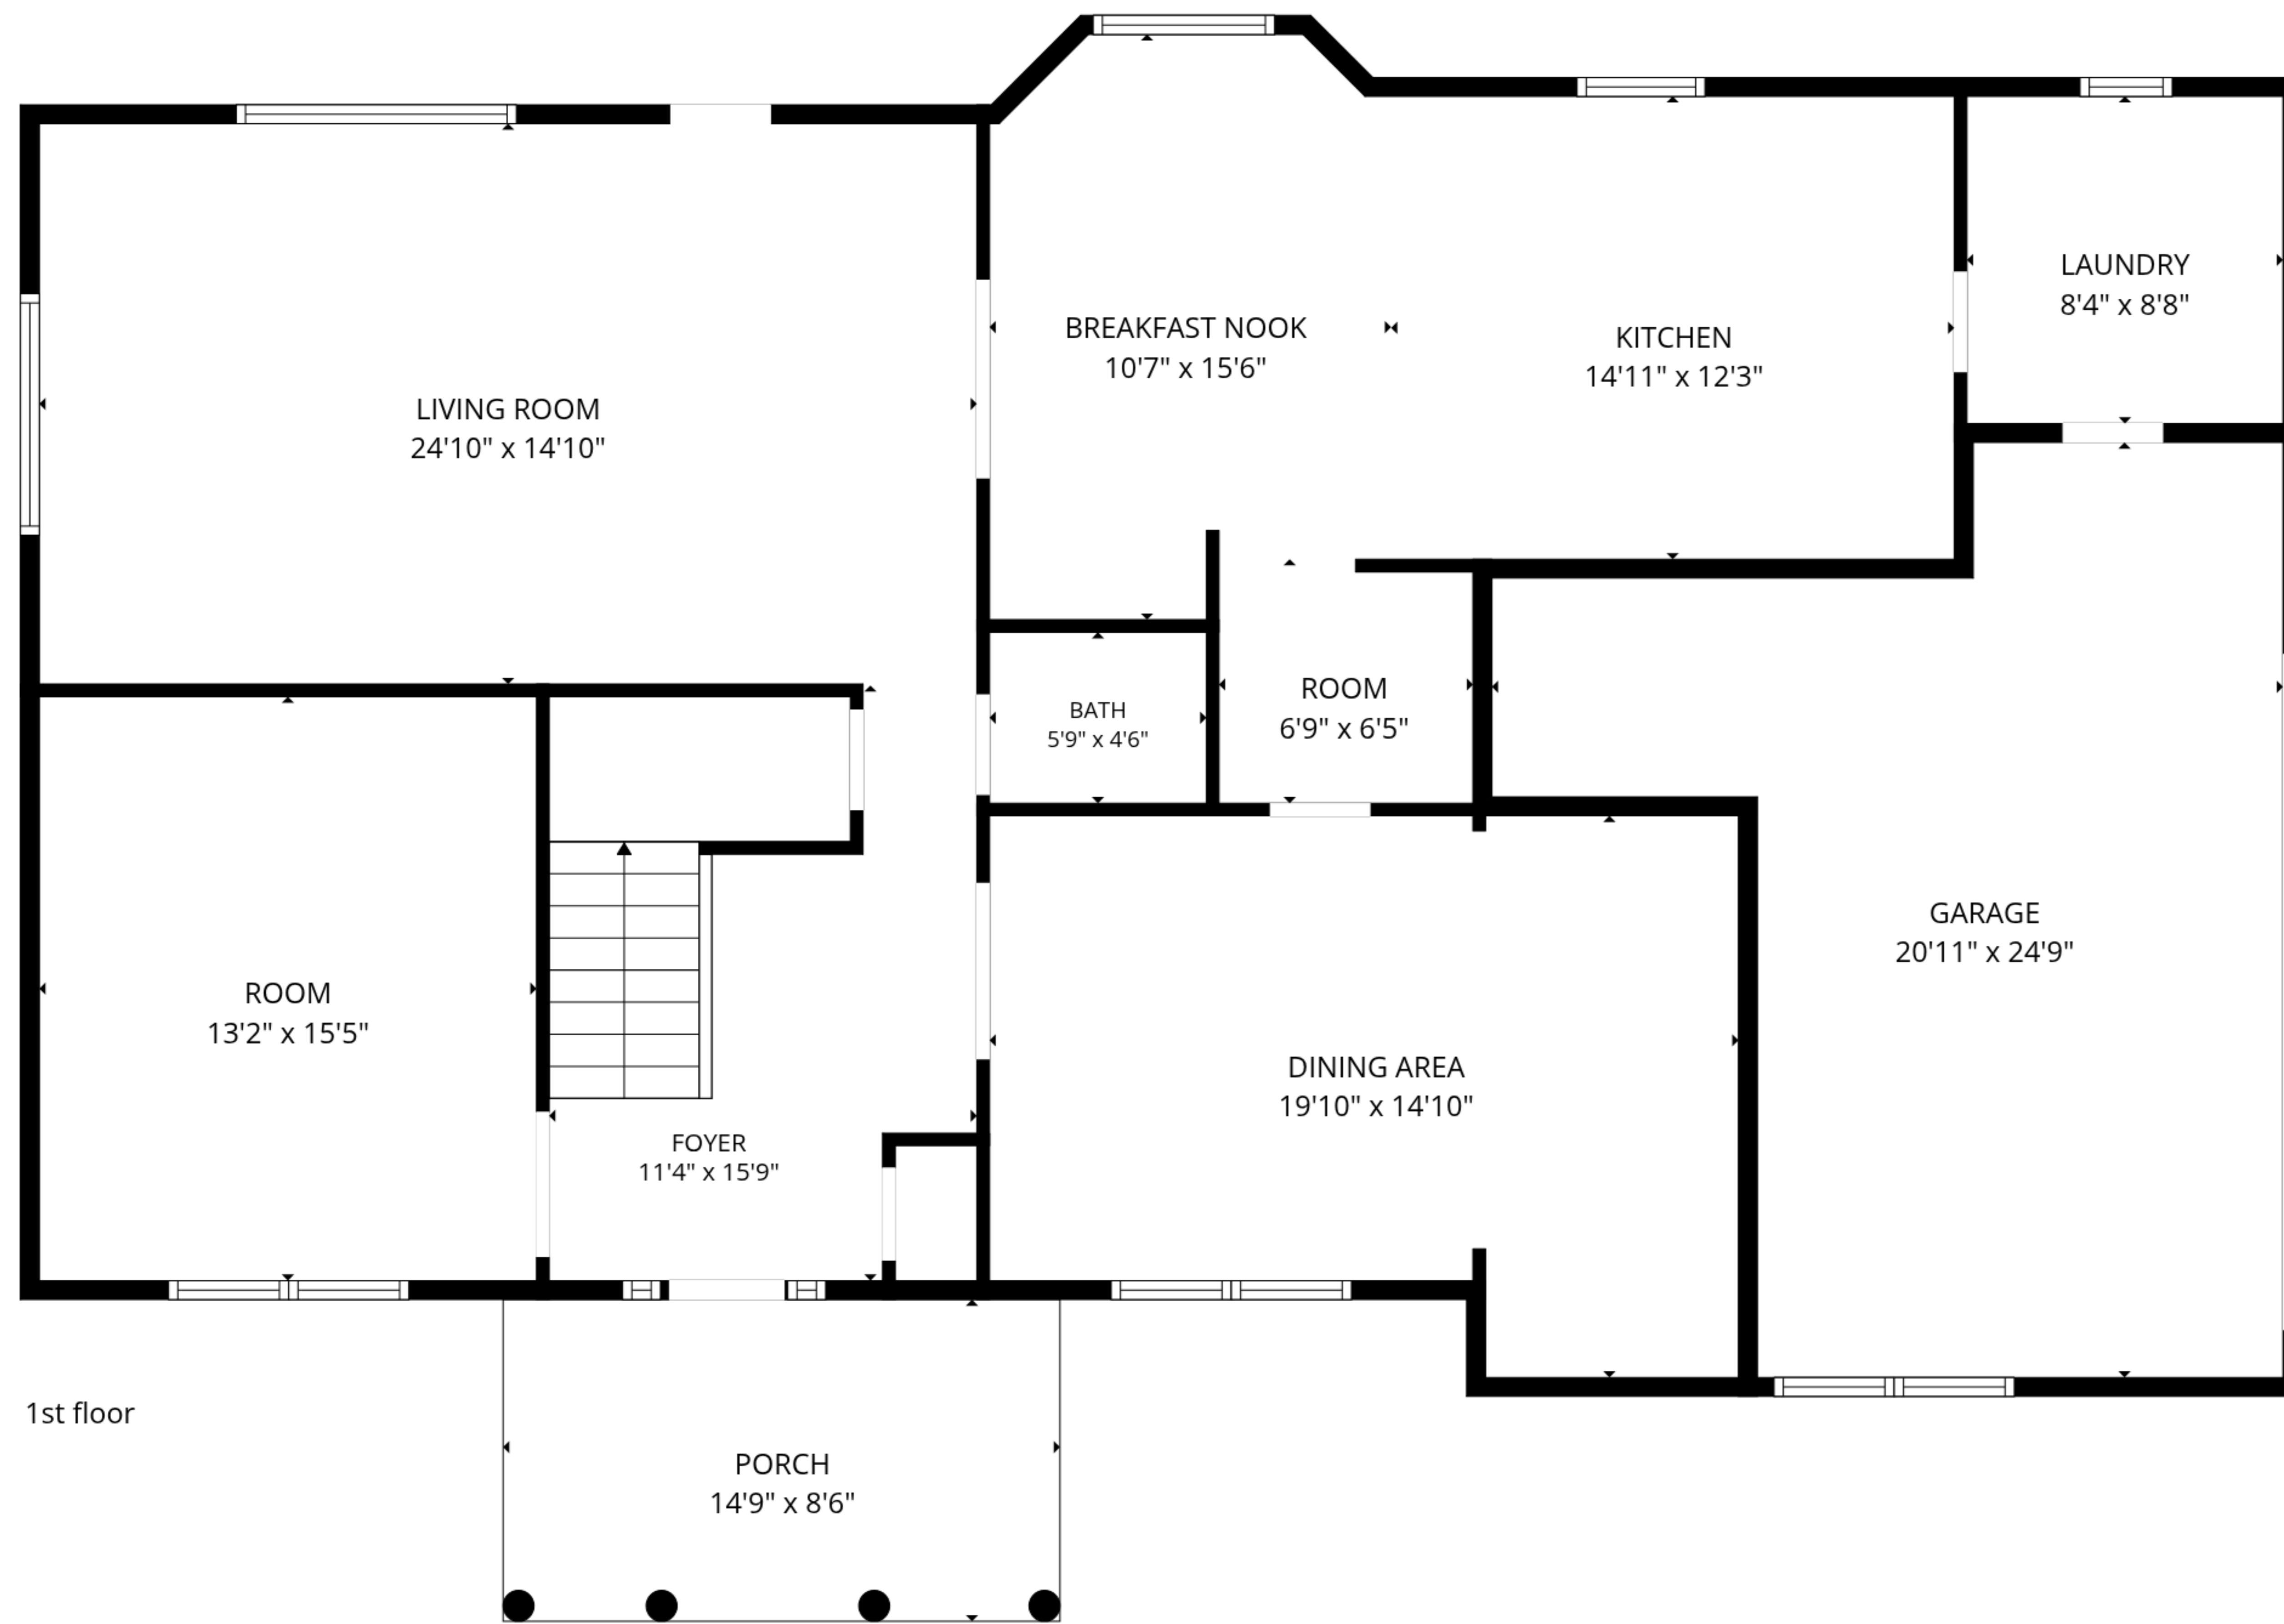 LAUNDRY
8'4" x 8'8"
BREAKFAST NOOK
10'7" x 15'6"
KITCHEN
14'11" x 12'3"
LIVING ROOM
24'10" x 14'10"
ROOM
6'9" x 6'5"
BATH
5'9" x 4'6"
GARAGE
20'11" x 24'9"
ROOM
13'2" x 15'5"
DINING AREA
19'10" x 14'10"
FOYER
11'4" x 15'9"
1st floor
PORCH
14'9" x 8'6"